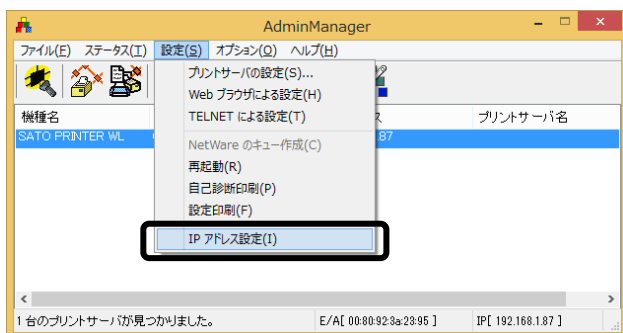 AdminManager
ファイル(F) ステータス(T) 設定(S) オプション(O) ヘルプ(H)
プリントサーバの設定(S)...
Web ブラウザによる設定(H)
TELNET による設定(T)
NetWare のキュー作成(C)
再起動(R)
自己診断印刷(P)
設定印刷(F)
IP アドレス設定(I)
機種名 ス プリントサーバ名
SATO PRINTER WL .87
1 台のプリントサーバが見つかりました。 E/A[ 00:80:92:3a:23:95 ] IP[ 192.168.1.87 ]